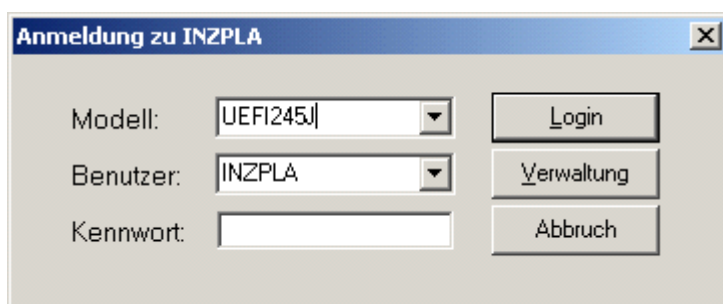 Anmeldung zu INZPLA
Modell: UEFI245J Login
Benutzer: INZPLA Verwaltung
Kennwort: Abbruch